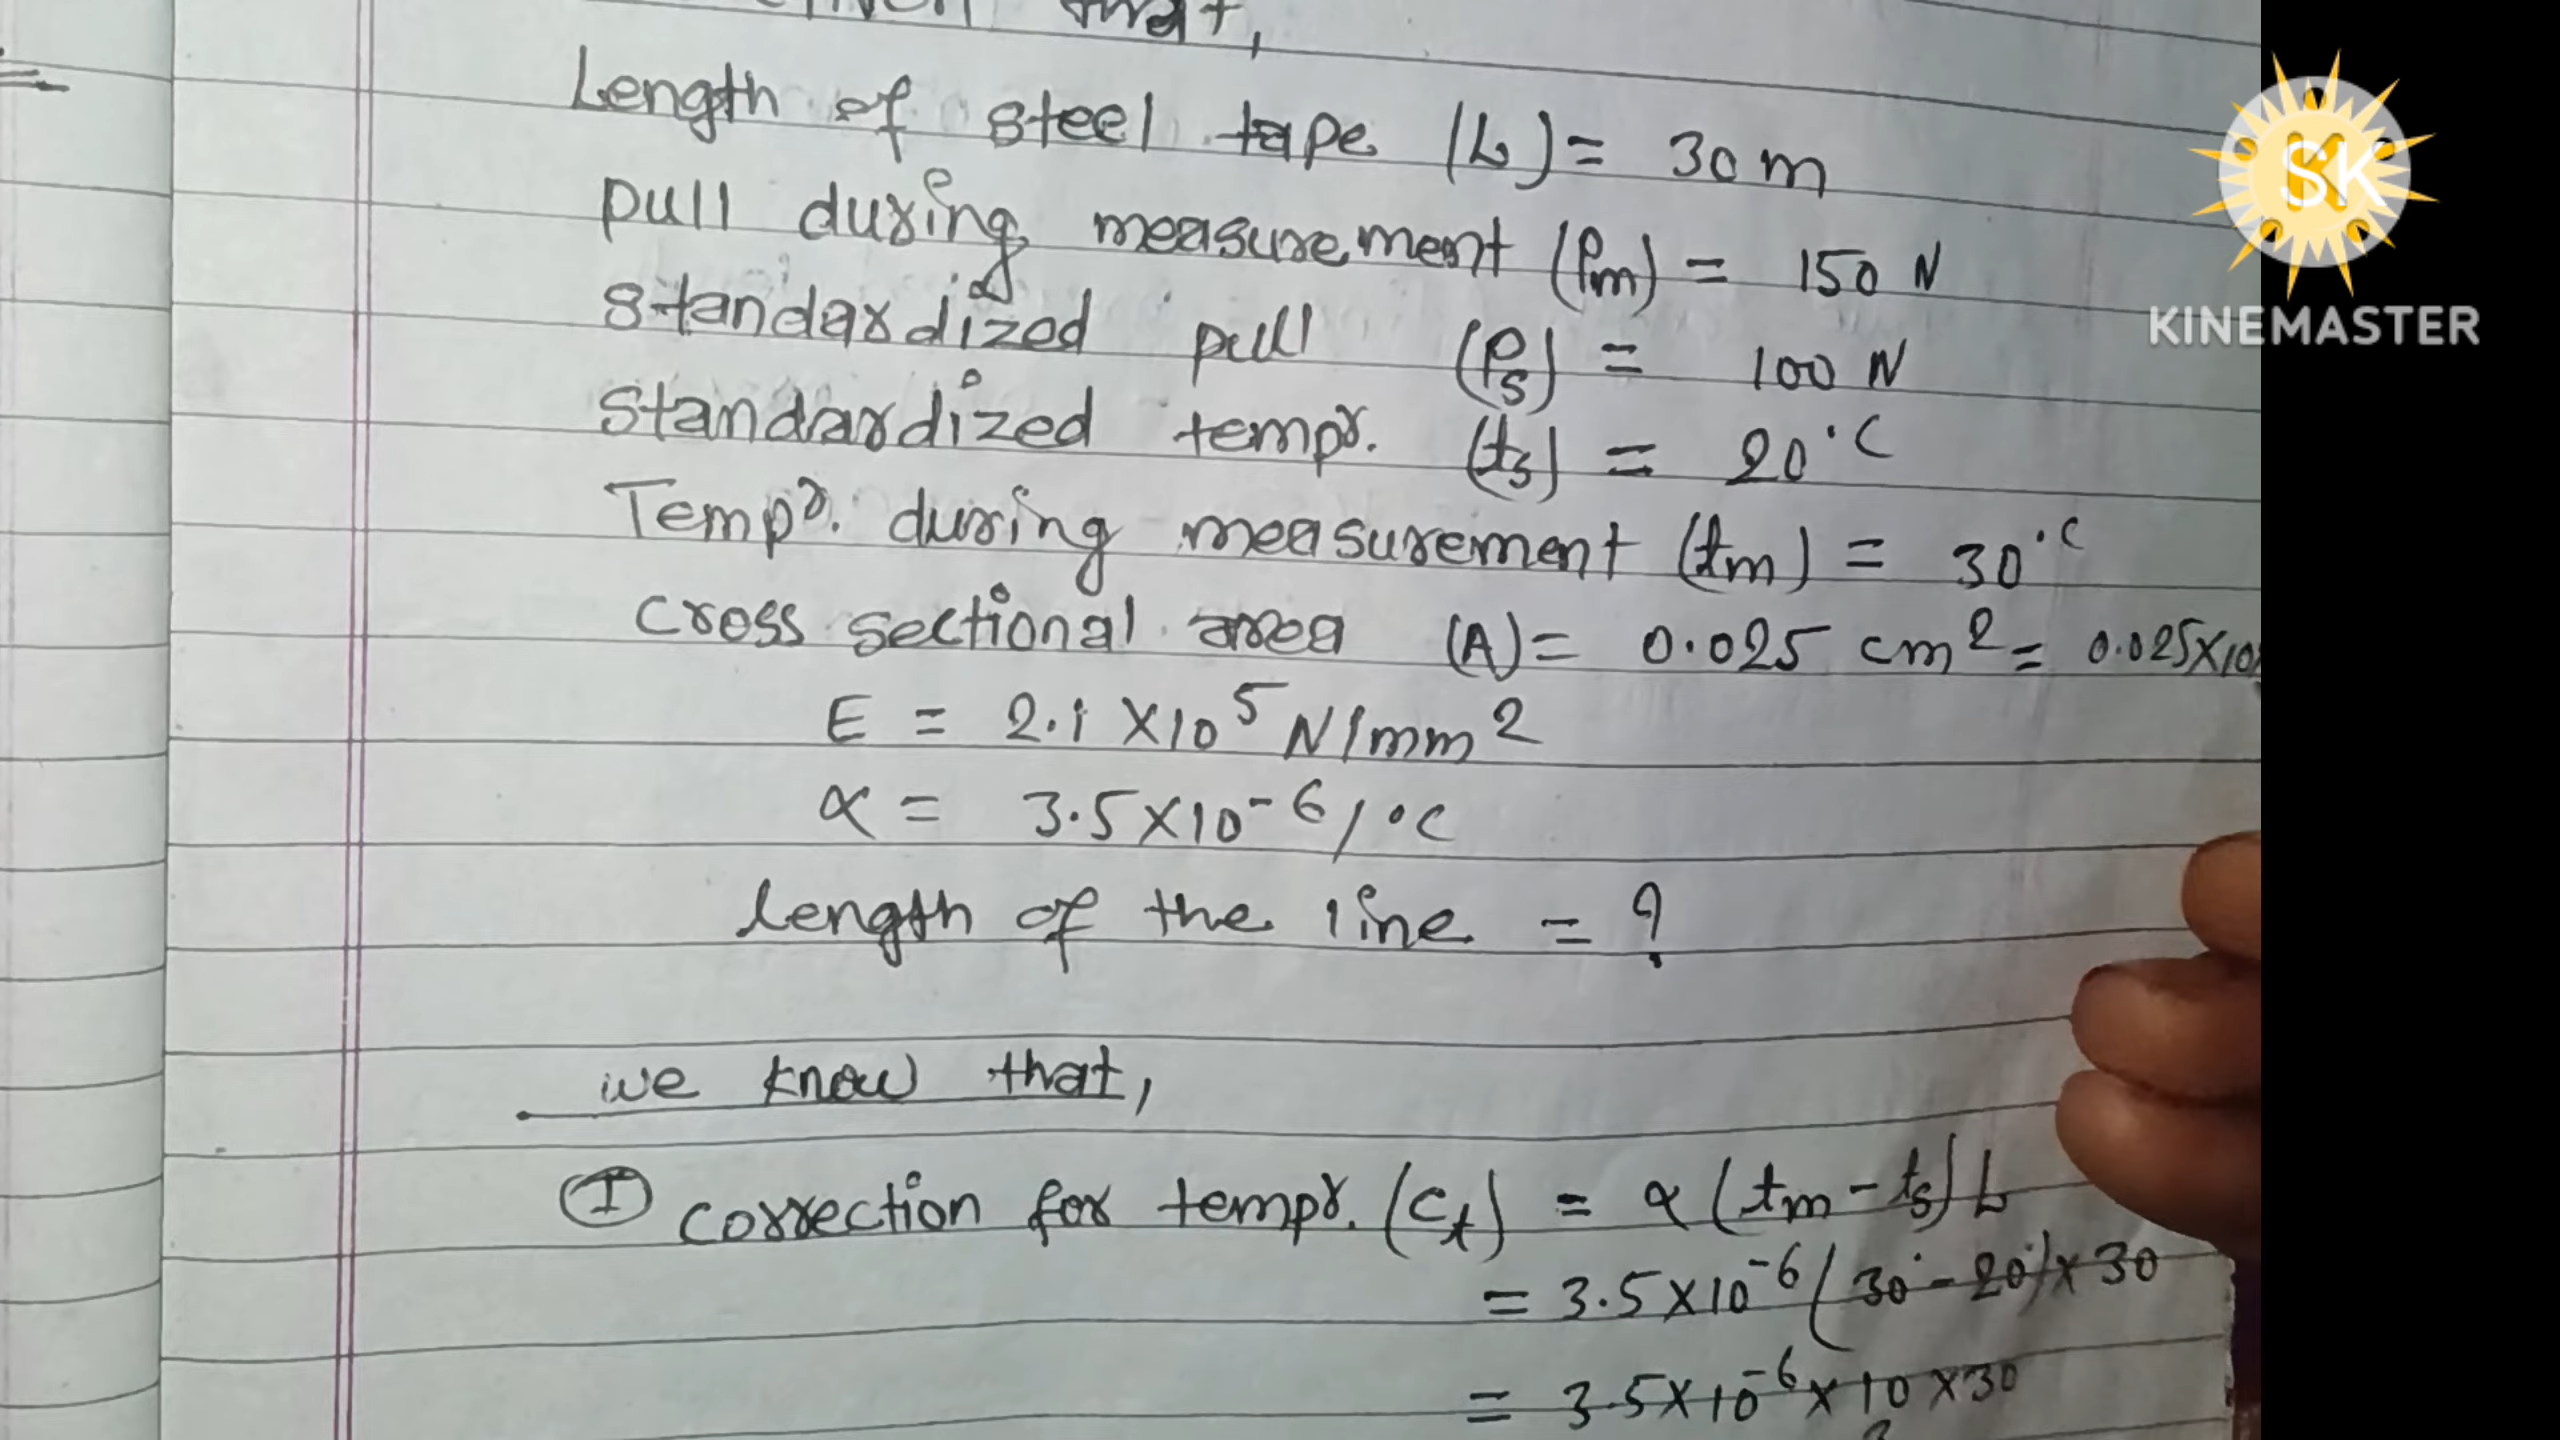 that,
Length of steel tape (L) = 30 m
pull during measurement (Pm) = 150 N
standardized pull (Ps) = 100 N
standardized tempr. (ts) = 20°C
Tempr. during measurement (tm) = 30°C
cross sectional area (A) = 0.025 cm² = 0.025×10
E = 2.1 ×10⁵ N/mm²
α = 3.5×10⁻⁶/°C
length of the line = ?
we know that,
I correction for tempr. (Ct) = α (tm - ts) L
= 3.5×10⁻⁶ (30° - 20°) × 30
= 3.5×10⁻⁶ × 10 × 30
SK
KINEMASTER